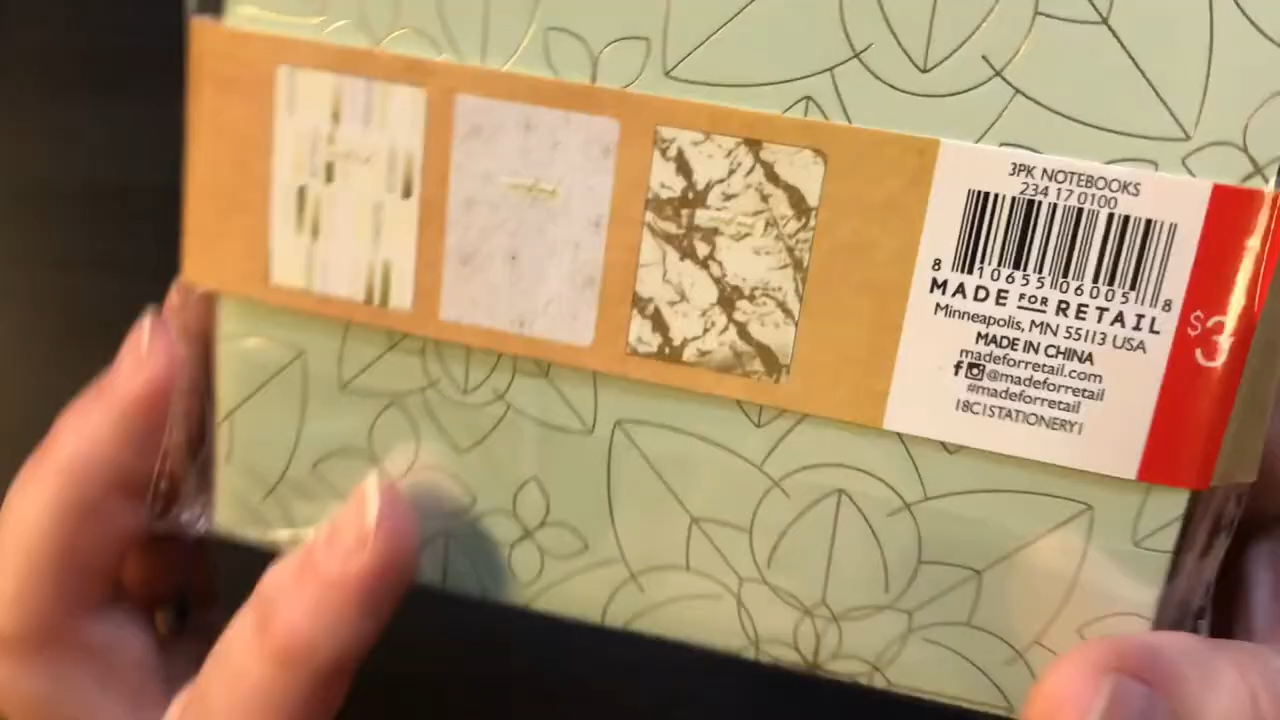 3PK NOTEBOOKS
234 17 0100
8 10655 06005 8
MADE FOR RETAIL
Minneapolis, MN 55113 USA
MADE IN CHINA
madeforretail.com
@madeforretail
#madeforretail
18C1STATIONERY1
$3